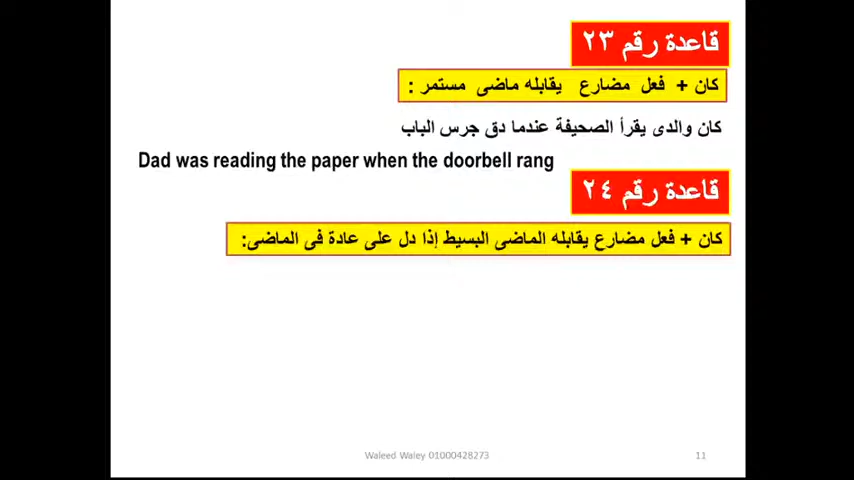 قاعدة رقم ٢٣
كان + فعل مضارع يقابله ماضى مستمر :
كان والدى يقرأ الصحيفة عندما دق جرس الباب
Dad was reading the paper when the doorbell rang
قاعدة رقم ٢٤
كان + فعل مضارع يقابله الماضى البسيط إذا دل على عادة فى الماضى:
Waleed Waley 01000428273
11